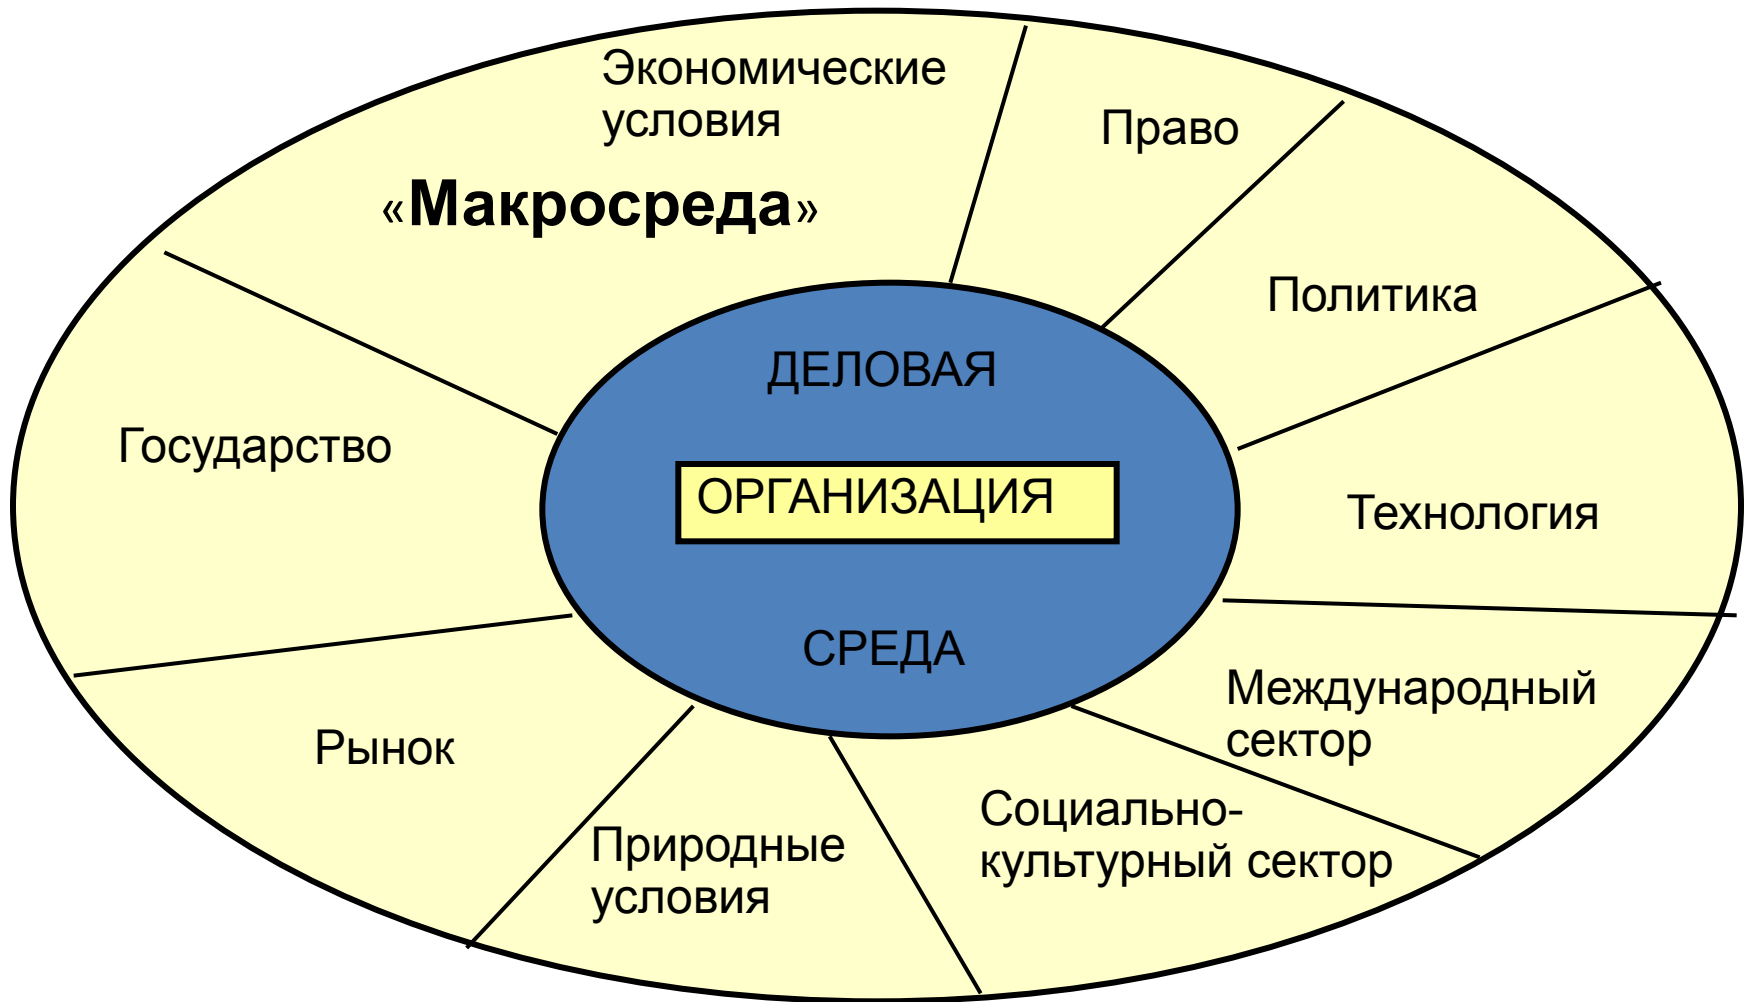 Экономические
условия
Право
«Макросреда»
Политика
ДЕЛОВАЯ
Государство
ОРГАНИЗАЦИЯ
Технология
СРЕДА
Международный
сектор
Рынок
Социально-
культурный сектор
Природные
условия